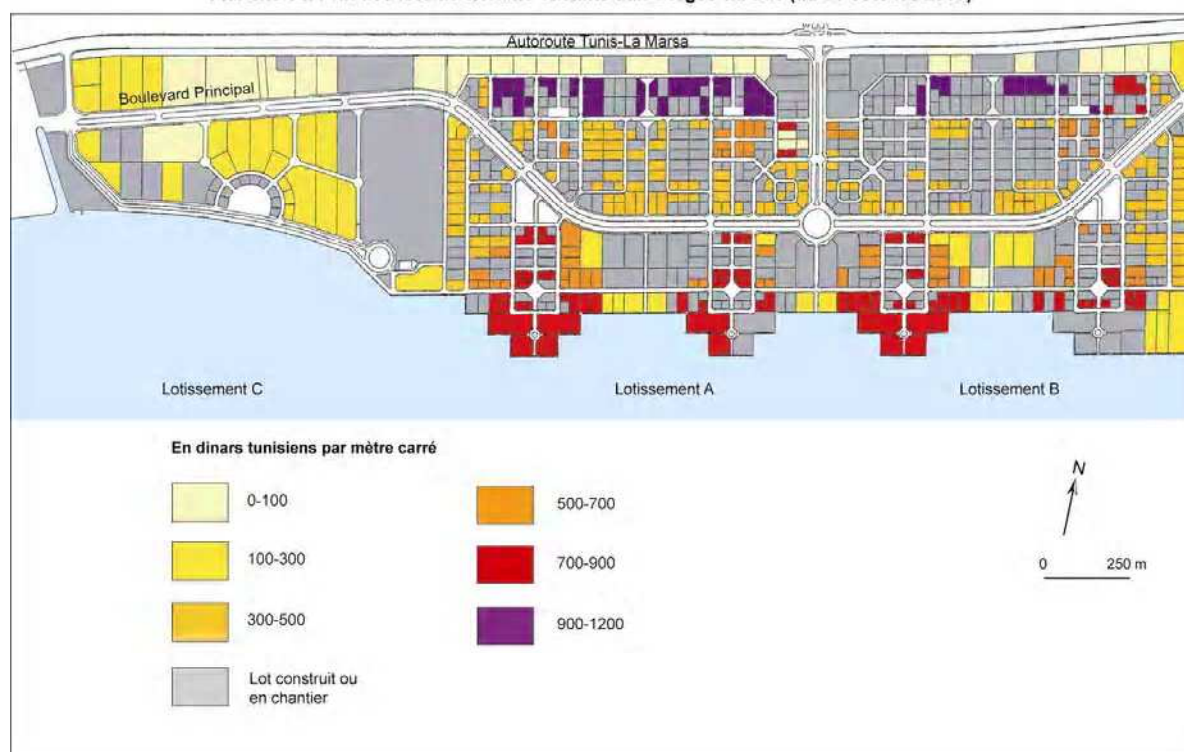 Autoroute Tunis-La Marsa
Boulevard Principal
Lotissement C
Lotissement A
Lotissement B
En dinars tunisiens par mètre carré
0-100
100-300
300-500
Lot construit ou
en chantier
500-700
700-900
900-1200
N
0 250 m